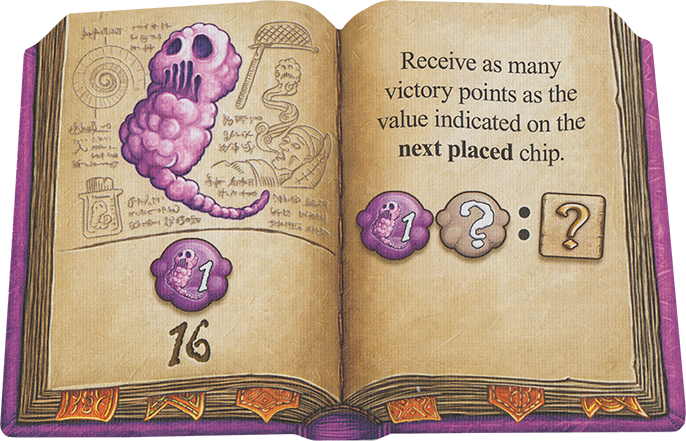 1
16
Receive as many
victory points as the
value indicated on the
next placed chip.
1 ? : ?